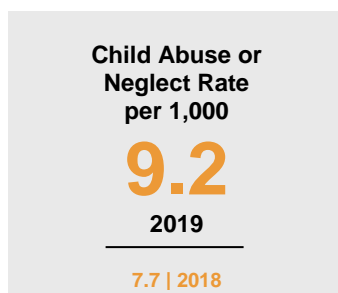 Child Abuse or
Neglect Rate
per 1,000
9.2
2019
7.7 | 2018